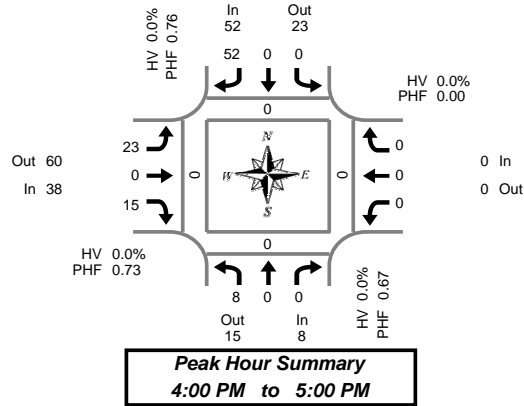 In Out
52 23
52 0 0
HV 0.0%
PHF 0.76
HV 0.0%
PHF 0.00
0
23
0
15
Out 60
In 38
0
N
W E
S
0
0
0
0
0 In
0 Out
0
HV 0.0%
PHF 0.73
8 0 0
Out In
15 8
HV 0.0%
PHF 0.67
Peak Hour Summary
4:00 PM to 5:00 PM